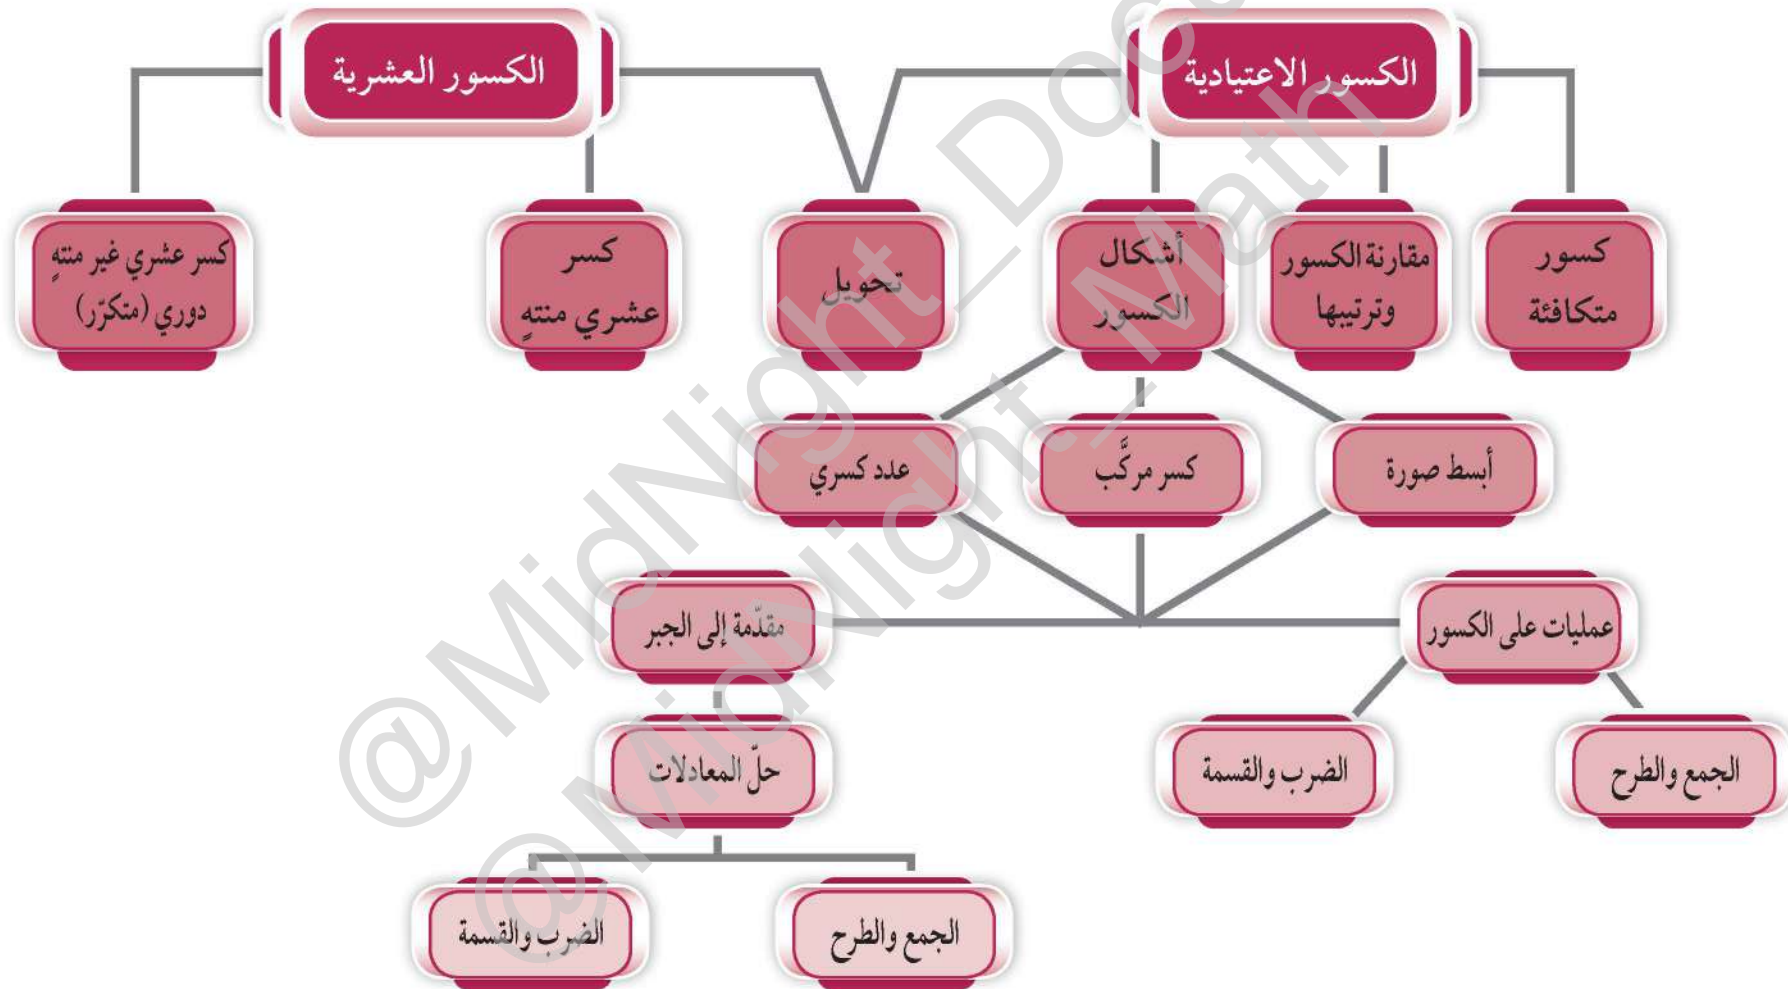 الكسور الاعتيادية
الكسور العشرية
كسور
متكافئة
مقارنة الكسور
وترتيبها
أشكال
الكسور
تحويل
كسر
عشري منتهٍ
كسر عشري غير منتهٍ
دوري (متكرّر)
أبسط صورة
كسر مركَّب
عدد كسري
عمليات على الكسور
مقدّمة إلى الجبر
الجمع والطرح
الضرب والقسمة
حلّ المعادلات
الجمع والطرح
الضرب والقسمة
@MidNight_Doc
@MidNight_Math